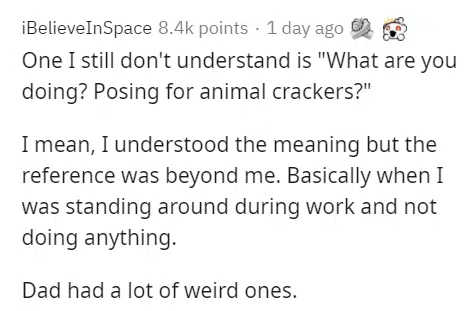 iBelieveInSpace 8.4k points · 1 day ago
One I still don't understand is "What are you
doing? Posing for animal crackers?"
I mean, I understood the meaning but the
reference was beyond me. Basically when I
was standing around during work and not
doing anything.
Dad had a lot of weird ones.